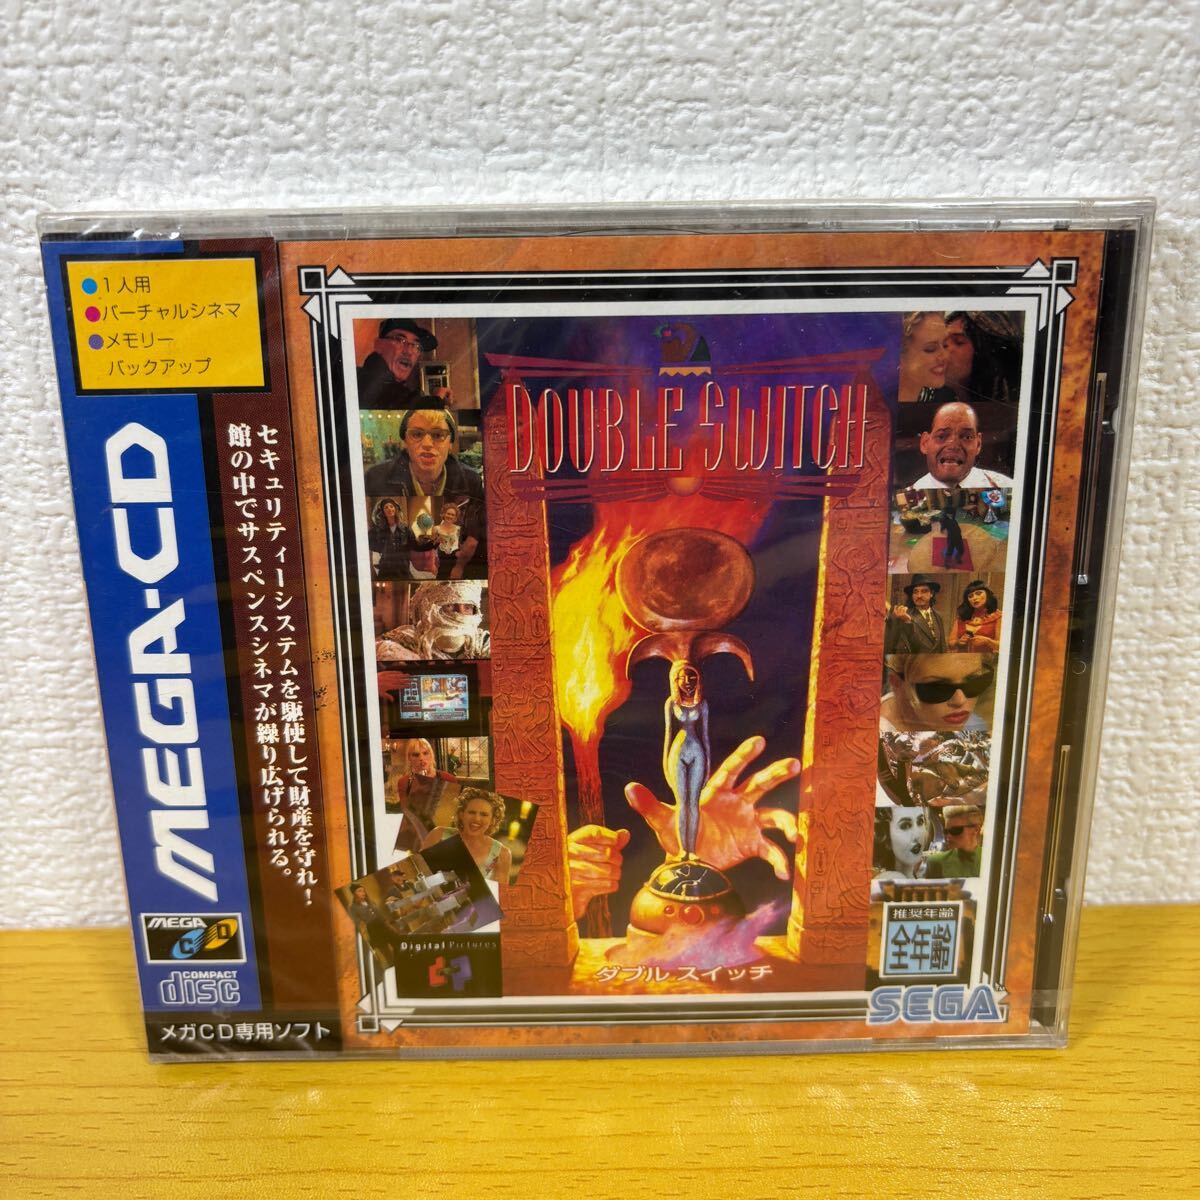 ●1人用
●バーチャルシネマ
●メモリー
バックアップ
MEGA-CD
セキュリティーシステムを駆使して財産を守れ!
館の中でサスペンスシネマが繰り広げられる。
MEGA
CD
COMPACT
disc
メガCD専用ソフト
DOUBLE SWITCH
Digital Pictures
ダブルスイッチ
推奨年齢
全年齢
SEGA